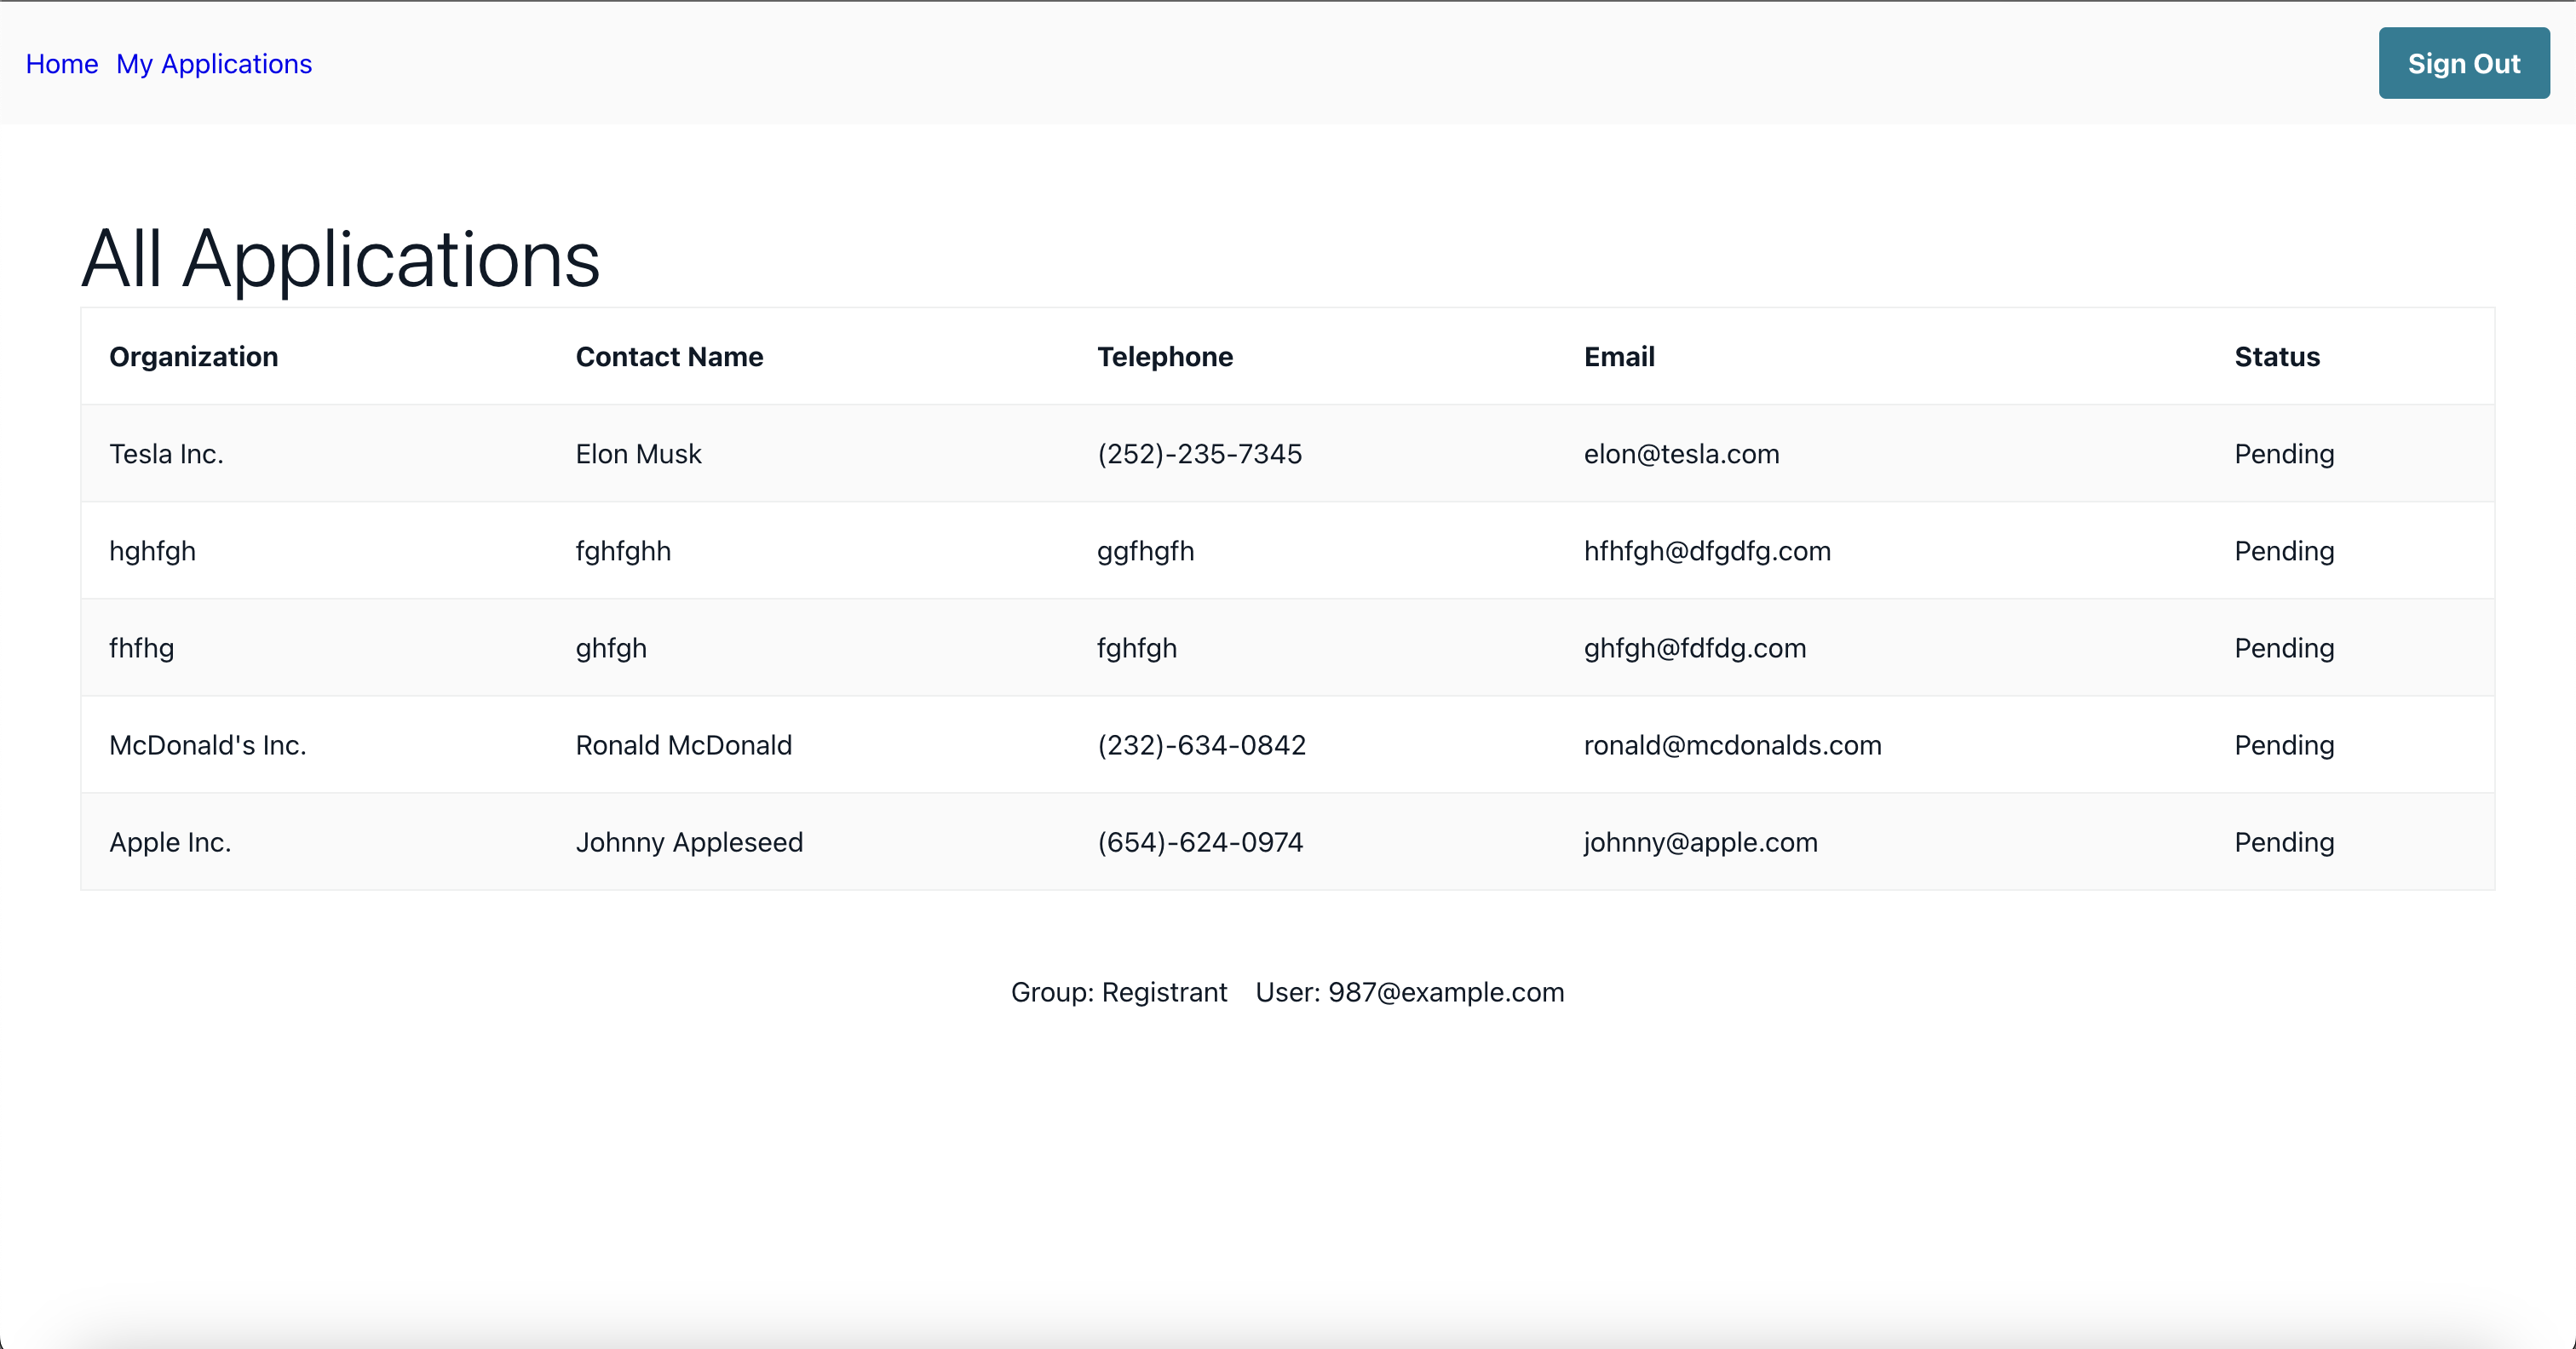 Home My Applications Sign Out
All Applications
Organization Contact Name Telephone Email Status
Tesla Inc. Elon Musk (252)-235-7345 elon@tesla.com Pending
hghfgh fghfghh ggfhgfh hfhfgh@dfgdfg.com Pending
fhfhg ghfgh fghfgh ghfgh@fdfdg.com Pending
McDonald's Inc. Ronald McDonald (232)-634-0842 ronald@mcdonalds.com Pending
Apple Inc. Johnny Appleseed (654)-624-0974 johnny@apple.com Pending
Group: Registrant User: 987@example.com